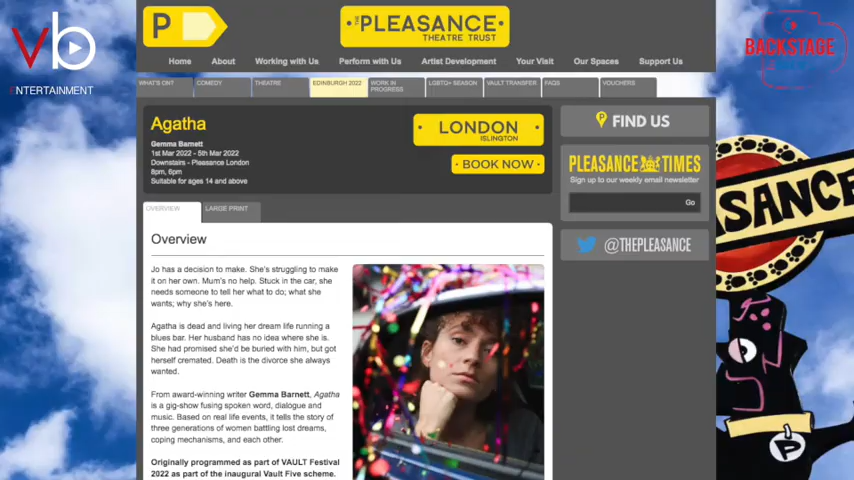 vb
ENTERTAINMENT
P
THE PLEASANCE
THEATRE TRUST
BACKSTAGE
Home About Working with Us Perform with Us Artist Development Your Visit Our Spaces Support Us
WHAT'S ON? COMEDY THEATRE EDINBURGH 2022 WORK IN PROGRESS LGBTQ+ SEASON VAULT TRANSFER FAQS VOUCHERS
Agatha
Gemma Barnett
1st Mar 2022 - 5th Mar 2022
Downstairs - Pleasance London
8pm, 6pm
Suitable for ages 14 and above
LONDON
ISLINGTON
BOOK NOW
FIND US
PLEASANCE TIMES
Sign up to our weekly email newsletter
Go
@THEPLEASANCE
OVERVIEW LARGE PRINT
Overview
Jo has a decision to make. She's struggling to make
it on her own. Mum's no help. Stuck in the car, she
needs someone to tell her what to do; what she
wants; why she's here.
Agatha is dead and living her dream life running a
blues bar. Her husband has no idea where she is.
She had promised she'd be buried with him, but got
herself cremated. Death is the divorce she always
wanted.
From award-winning writer Gemma Barnett, Agatha
is a gig-show fusing spoken word, dialogue and
music. Based on real life events, it tells the story of
three generations of women battling lost dreams,
coping mechanisms, and each other.
Originally programmed as part of VAULT Festival
2022 as part of the inaugural Vault Five scheme.
SANCE
P